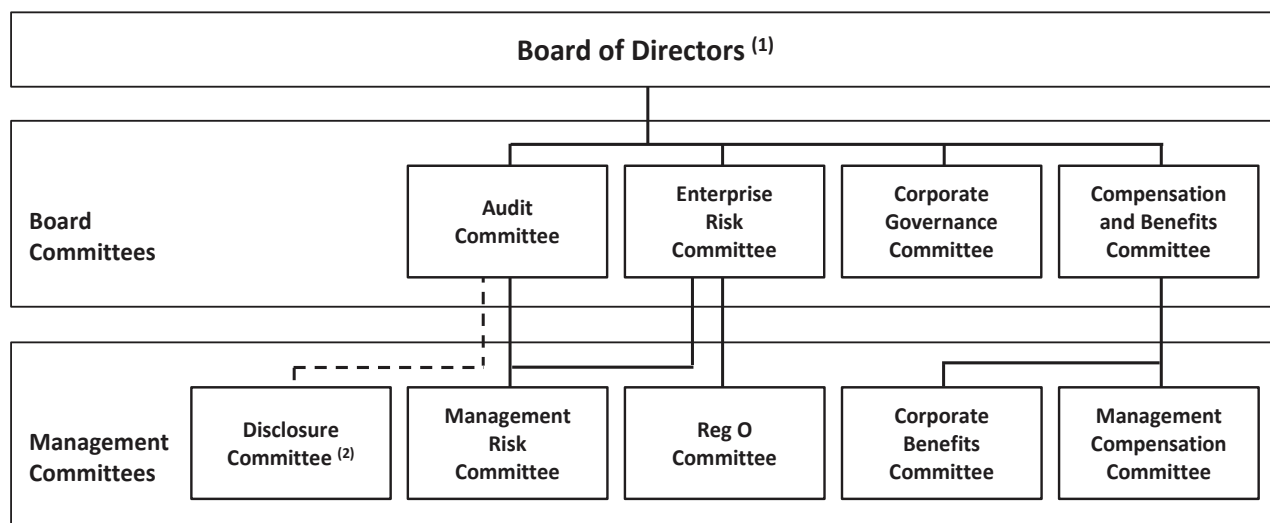 Board of Directors (1)
Board
Committees
Audit
Committee
Enterprise
Risk
Committee
Corporate
Governance
Committee
Compensation
and Benefits
Committee
Management
Committees
Disclosure
Committee (2)
Management
Risk
Committee
Reg O
Committee
Corporate
Benefits
Committee
Management
Compensation
Committee